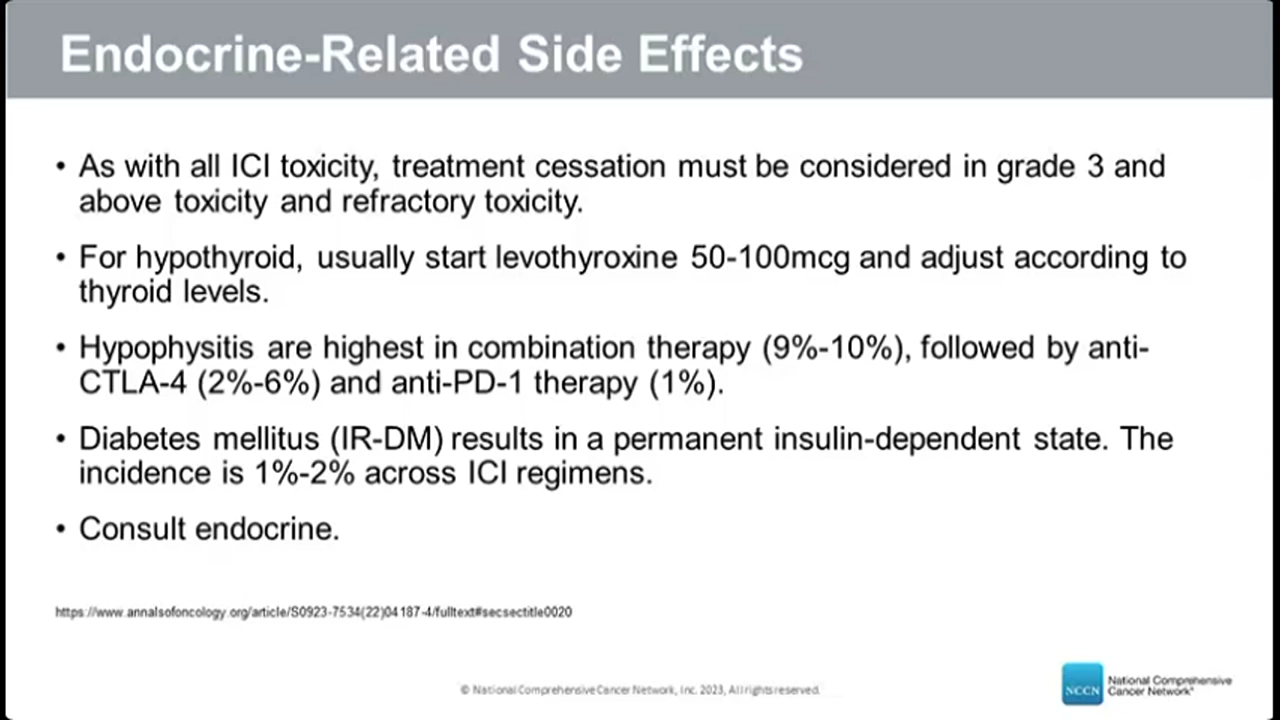 Endocrine-Related Side Effects
• As with all ICI toxicity, treatment cessation must be considered in grade 3 and
above toxicity and refractory toxicity.
• For hypothyroid, usually start levothyroxine 50-100mcg and adjust according to
thyroid levels.
• Hypophysitis are highest in combination therapy (9%-10%), followed by anti-
CTLA-4 (2%-6%) and anti-PD-1 therapy (1%).
• Diabetes mellitus (IR-DM) results in a permanent insulin-dependent state. The
incidence is 1%-2% across ICI regimens.
• Consult endocrine.
https://www.annalsofoncology.org/article/S0923-7534(22)04187-4/fulltext#secsectitle0020
© National Comprehensive Cancer Network, Inc. 2023, All rights reserved.
NCCN
National Comprehensive
Cancer Network®